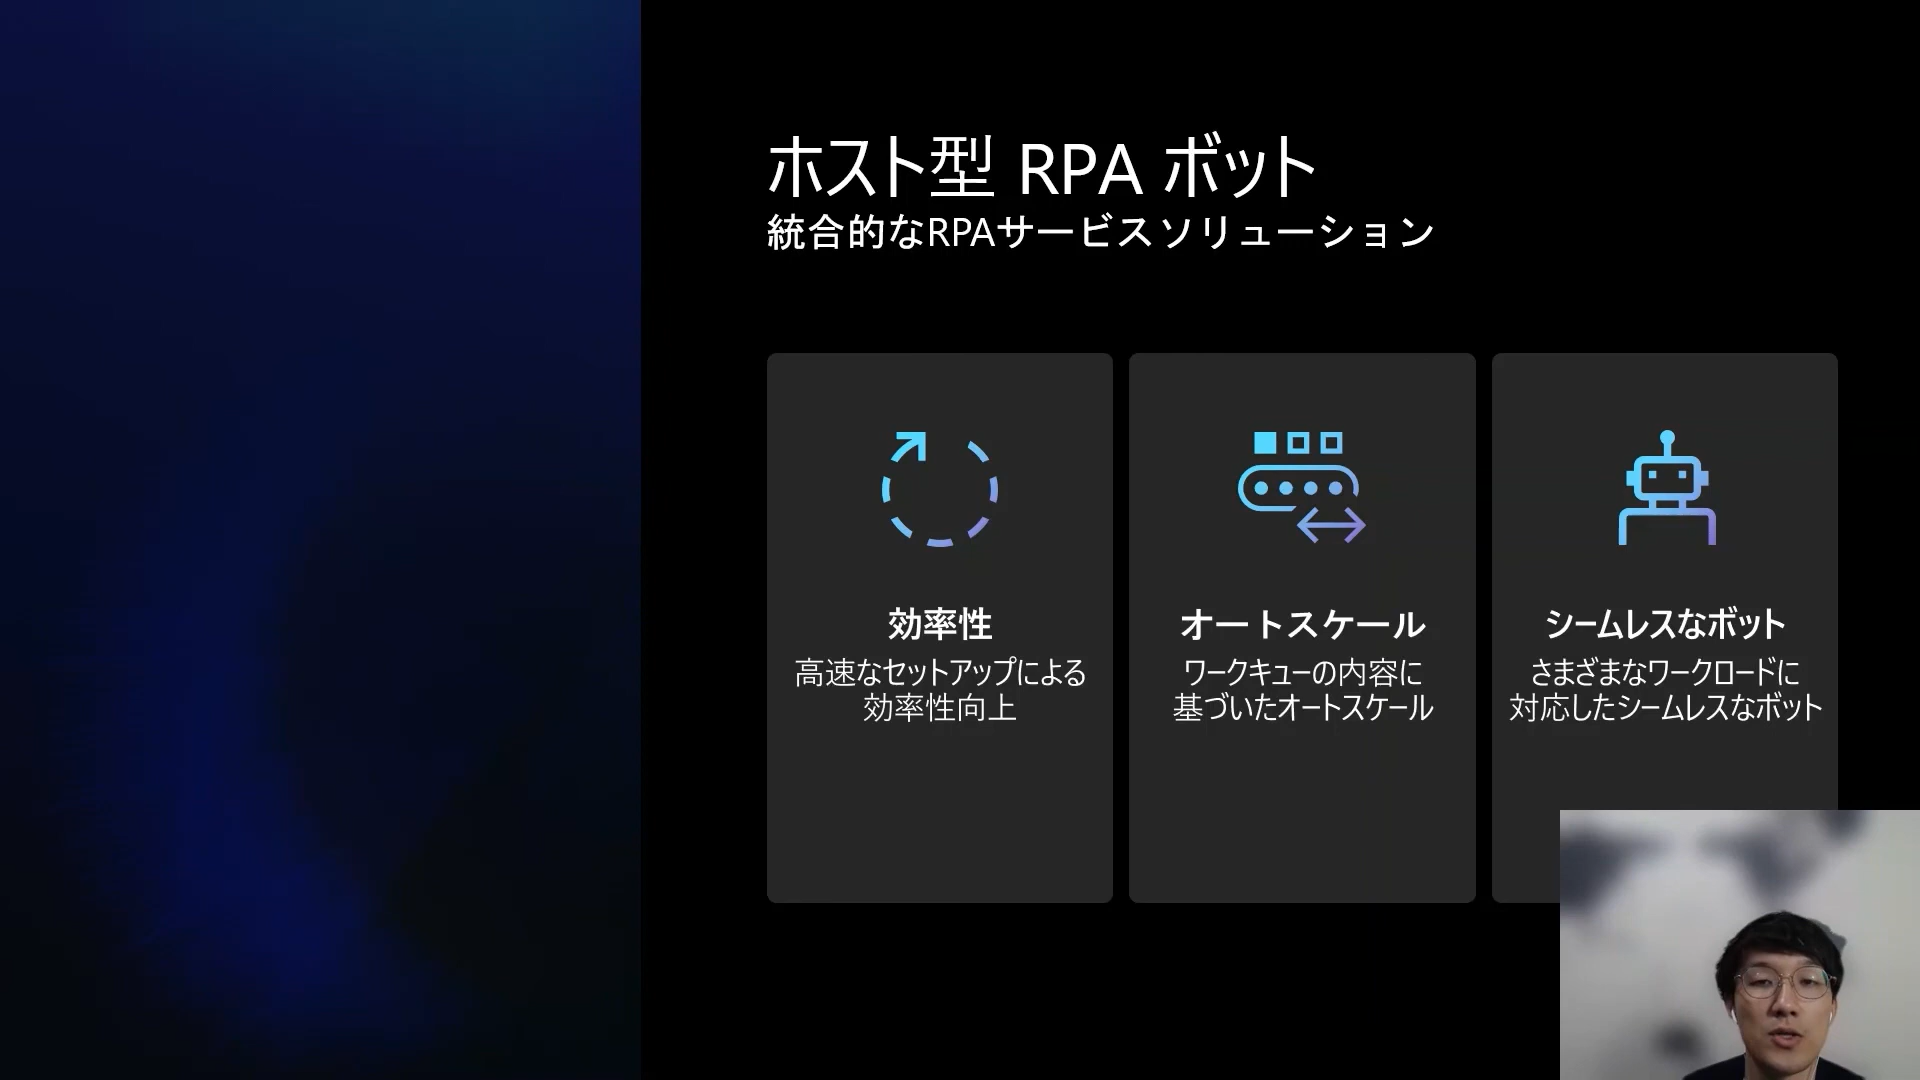 ホスト型 RPA ボット
統合的なRPAサービスソリューション
効率性
高速なセットアップによる
効率性向上
オートスケール
ワークキューの内容に
基づいたオートスケール
シームレスなボット
さまざまなワークロードに
対応したシームレスなボット